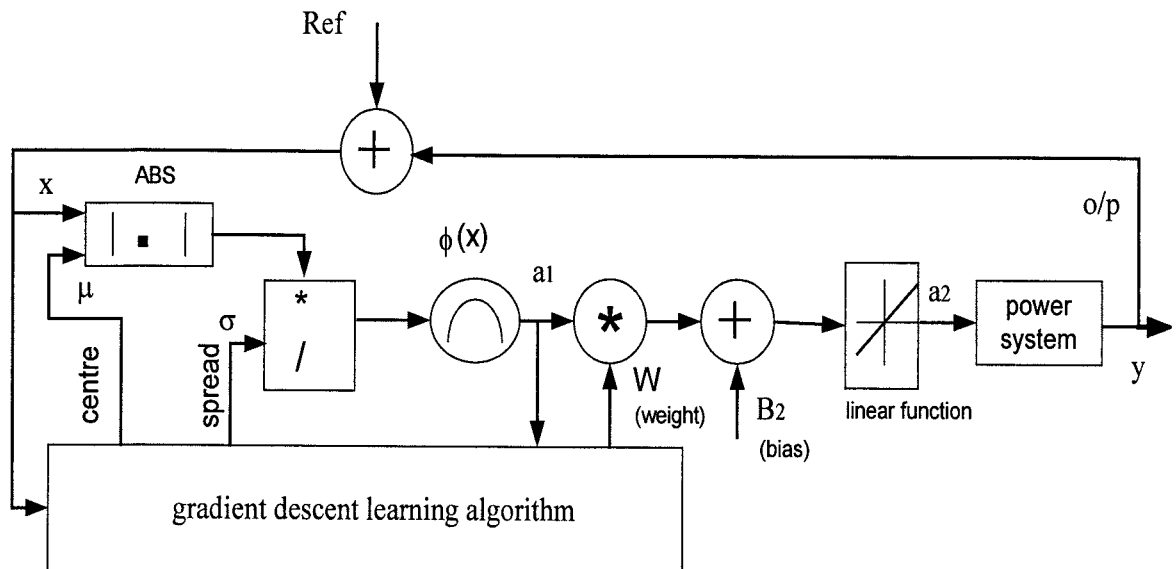 Ref
+
ABS
x
| . |
μ
centre
σ
spread
*
/
ϕ(x)
a1
*
W
(weight)
+
B2
(bias)
linear function
a2
power
system
o/p
y
gradient descent learning algorithm